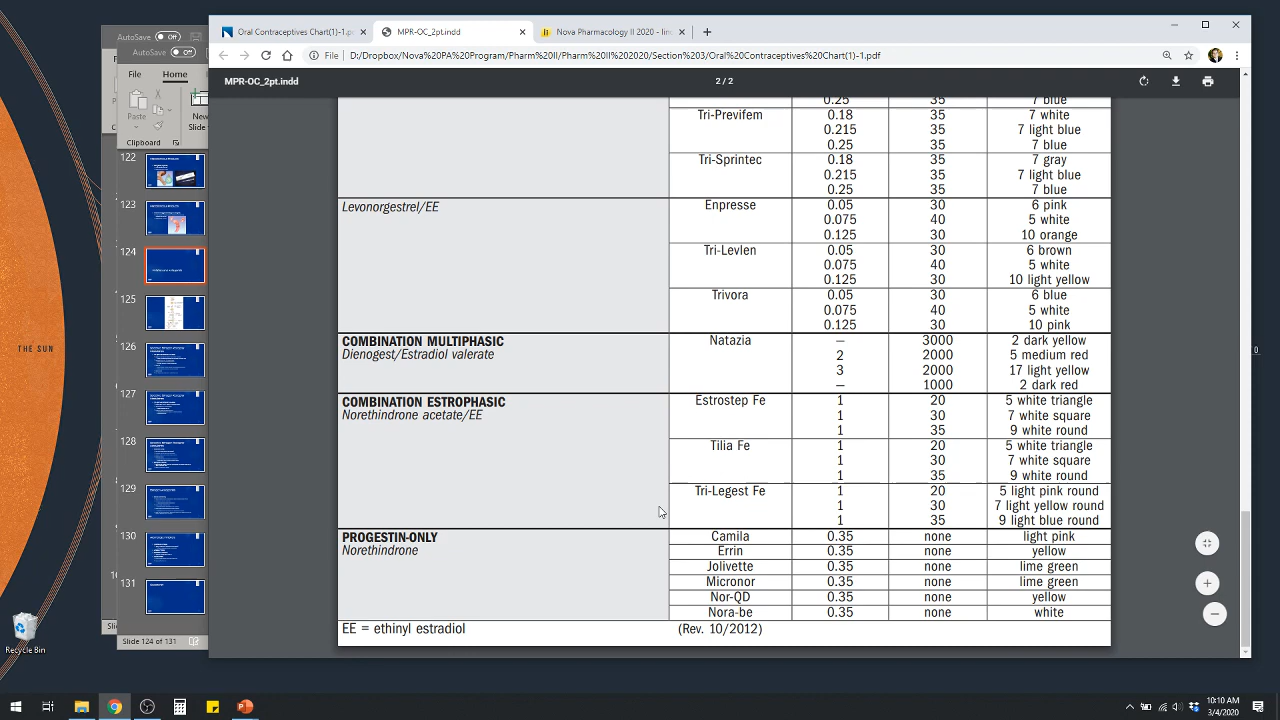 AutoSave Off
AutoSave Off
File Home
Paste
New
Slide
Clipboard
122
123
124
125
126
127
128
129
130
131
Slide 124 of 131
THE SUN
Recycle Bin
Oral Contraceptives Chart(1)-1.p
MPR-OC_2pt.indd
Nova Pharmacology II 2020 - lin
File D:/Dropbox/Nova%20PA%20Program/Pharm%20II/Pharm%20II%202020/Section%203/Oral%20Contraceptives%20Chart(1)-1.pdf
MPR-OC_2pt.indd 2 / 2
0.25 35 7 blue
Tri-Previfem 0.18 35 7 white
0.215 35 7 light blue
0.25 35 7 blue
Tri-Sprintec 0.18 35 7 gray
0.215 35 7 light blue
0.25 35 7 blue
Levonorgestrel/EE Enpresse 0.05 30 6 pink
0.075 40 5 white
0.125 30 10 orange
Tri-Levlen 0.05 30 6 brown
0.075 40 5 white
0.125 30 10 light yellow
Trivora 0.05 30 6 blue
0.075 40 5 white
0.125 30 10 pink
COMBINATION MULTIPHASIC Natazia – 3000 2 dark yellow
Dienogest/Estradiol valerate 2 2000 5 medium red
3 2000 17 light yellow
– 1000 2 dark red
COMBINATION ESTROPHASIC Estrostep Fe 1 20 5 white triangle
Norethindrone acetate/EE 1 30 7 white square
1 35 9 white round
Tilia Fe 1 20 5 white triangle
1 30 7 white square
1 35 9 white round
Tri-Legest Fe 1 20 5 light pink round
1 30 7 light yellow round
1 35 9 light blue round
PROGESTIN-ONLY Camila 0.35 none light pink
Norethindrone Errin 0.35 none yellow
Jolivette 0.35 none lime green
Micronor 0.35 none lime green
Nor-QD 0.35 none yellow
Nora-be 0.35 none white
EE = ethinyl estradiol (Rev. 10/2012)
10:10 AM
3/4/2020